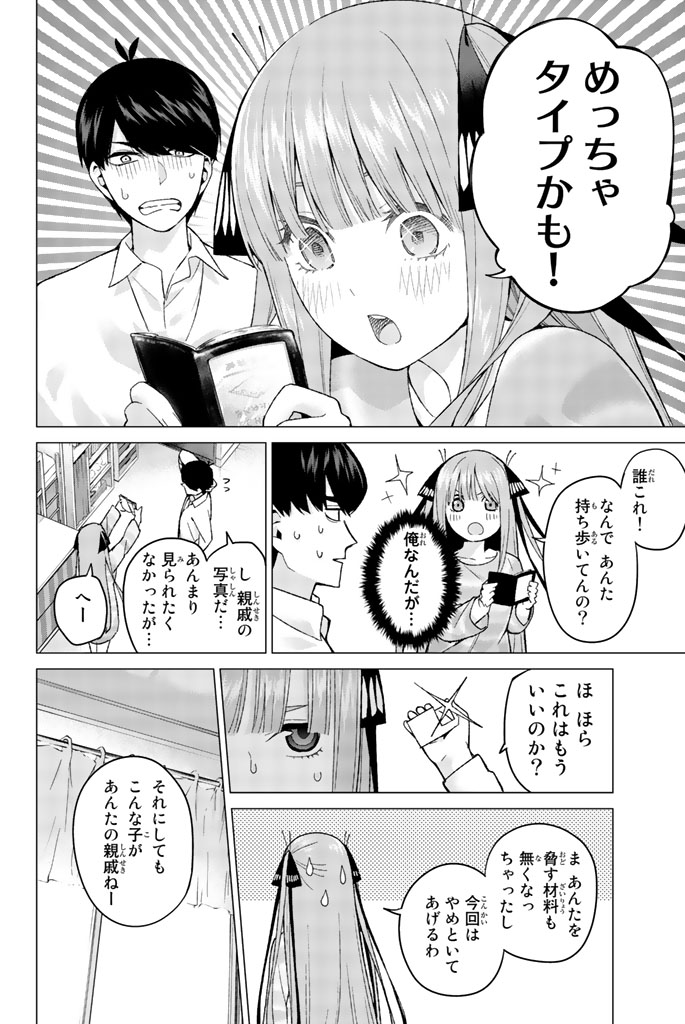 めっちゃ
タイプかも！
誰これ！
なんで あんた
持ち歩いてんの？
俺なんだが…
し 親戚の
写真だ…
あんまり
見られたく
なかったが…
へー
ほ ほら
これはもう
いいのか？
ま あんたを
脅す材料も
無くなっ
ちゃったし
今回は
やめといて
あげるわ
それにしても
こんな子が
あんたの親戚ねー